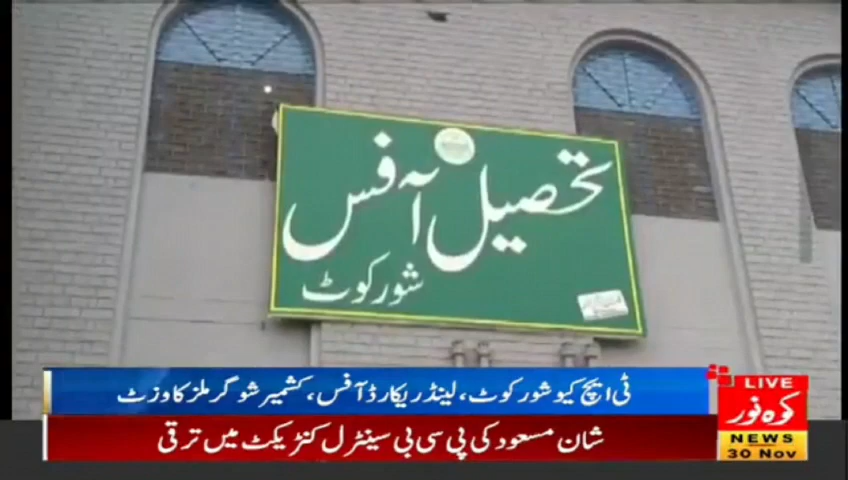 تحصیل آفس
شورکوٹ
ٹی ایچ کیو شورکوٹ، لینڈ ریکارڈ آفس، کشمیر شوگر ملز کا وزٹ
شان مسعود کی پی سی بی سینٹرل کنٹریکٹ میں ترقی
LIVE
کوہ نور
NEWS
30 Nov